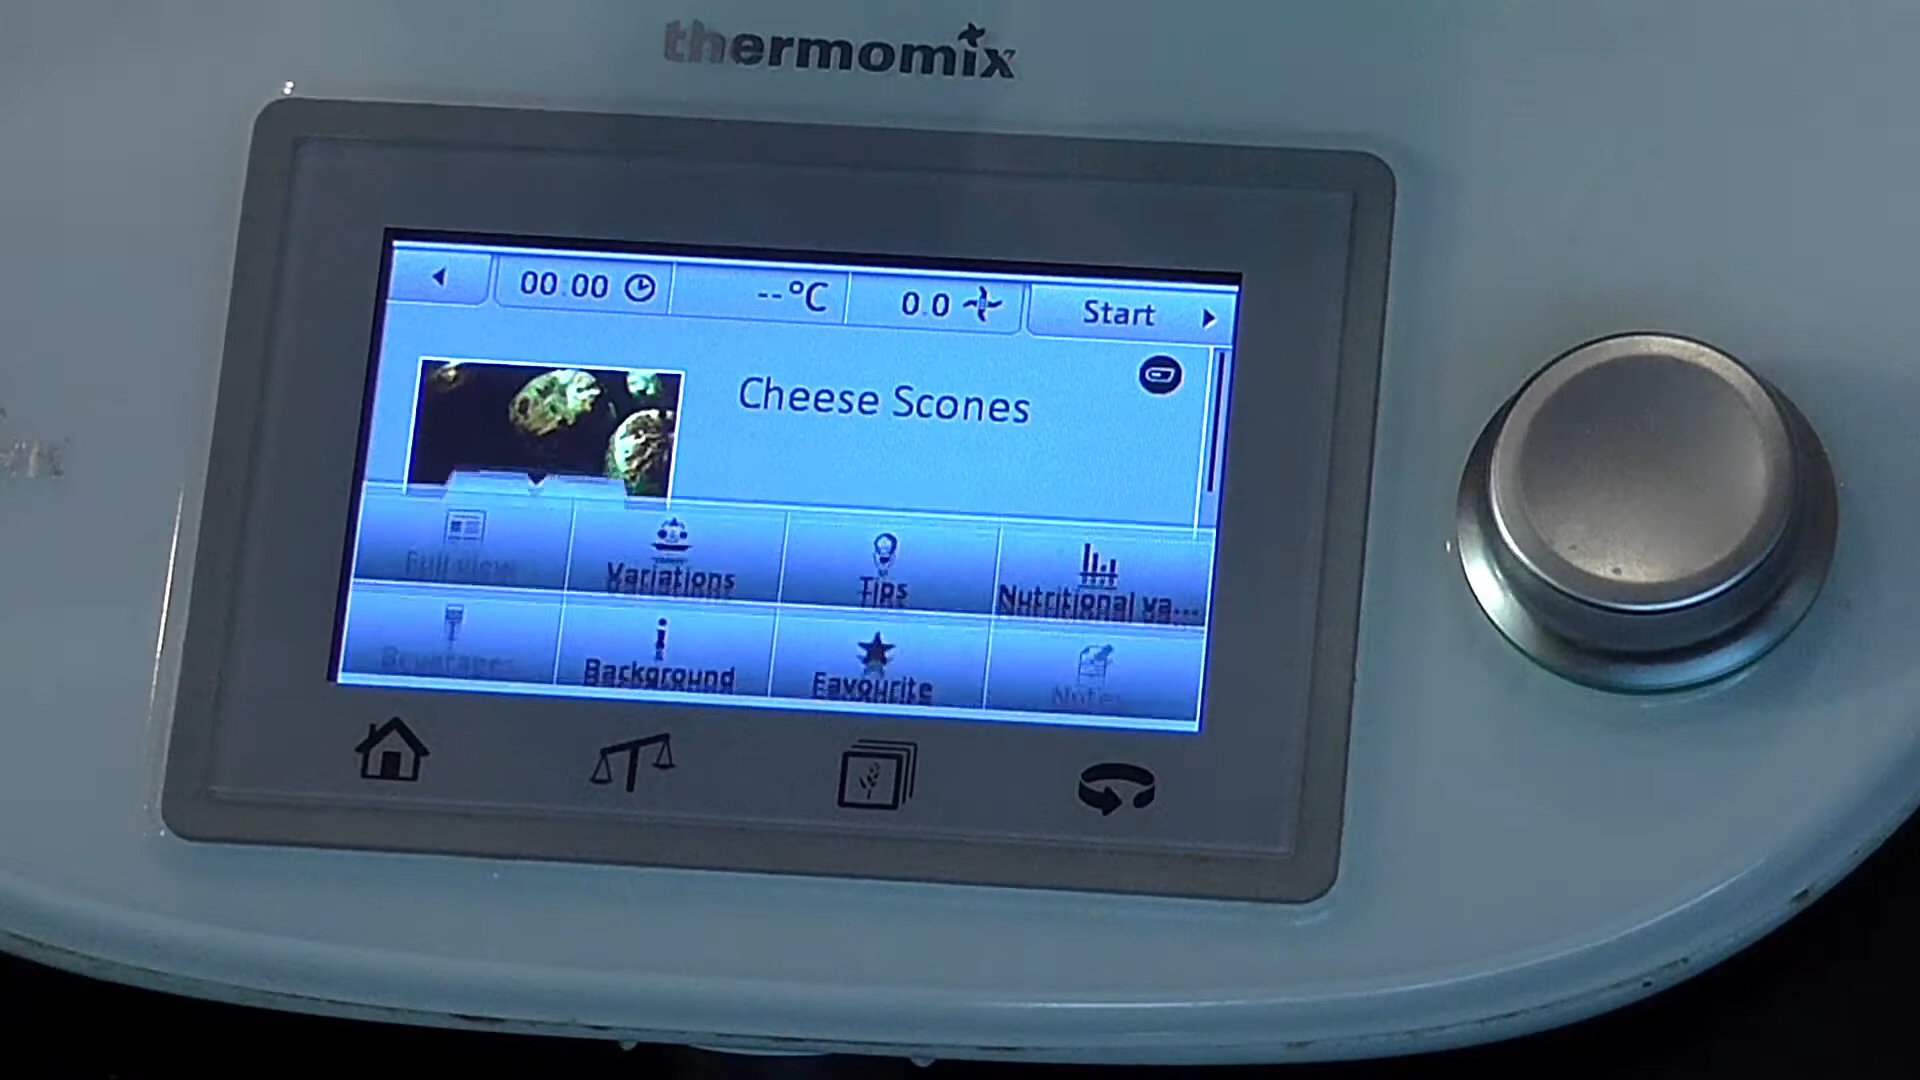 thermomix
00.00 --°C 0.0 Start
Cheese Scones
Full view Variations Tips Nutritional va...
Beverages Background Favourite Notes